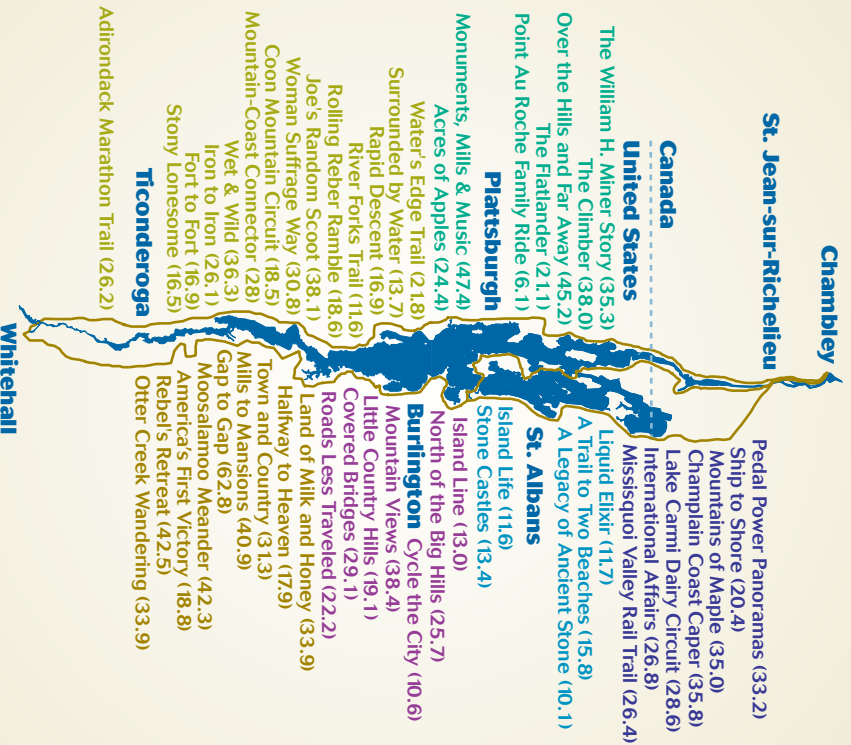 Chambley
St. Jean-sur-Richelieu
Canada
United States
The William H. Miner Story (35.3)
The Climber (38.0)
Over the Hills and Far Away (45.2)
The Flatlander (21.1)
Point Au Roche Family Ride (6.1)
Plattsburgh
Monuments, Mills & Music (47.4)
Acres of Apples (24.4)
Water's Edge Trail (21.8)
Surrounded by Water (13.7)
Rapid Descent (16.9)
River Forks Trail (11.6)
Rolling Reber Ramble (18.6)
Joe's Random Scoot (38.1)
Woman Suffrage Way (30.8)
Coon Mountain Circuit (18.5)
Mountain-Coast Connector (28)
Wet & Wild (36.3)
Iron to Iron (26.1)
Fort to Fort (16.9)
Stony Lonesome (16.5)
Ticonderoga
Adirondack Marathon Trail (26.2)
Whitehall
Pedal Power Panoramas (33.2)
Ship to Shore (20.4)
Mountains of Maple (35.0)
Champlain Coast Caper (35.8)
Lake Carmi Dairy Circuit (28.6)
International Affairs (26.8)
Missisquoi Valley Rail Trail (26.4)
Liquid Elixir (11.7)
A Trail to Two Beaches (15.8)
A Legacy of Ancient Stone (10.1)
St. Albans
Island Life (11.6)
Stone Castles (13.4)
Island Line (13.0)
North of the Big Hills (25.7)
Burlington Cycle the City (10.6)
Mountain Views (38.4)
LIttle Country Hills (19.1)
Covered Bridges (29.1)
Roads Less Traveled (22.2)
Land of Milk and Honey (33.9)
Halfway to Heaven (17.9)
Town and Country (31.3)
Mills to Mansions (40.9)
Gap to Gap (62.8)
Moosalamoo Meander (42.3)
America's First Victory (18.8)
Rebel's Retreat (42.5)
Otter Creek Wandering (33.9)